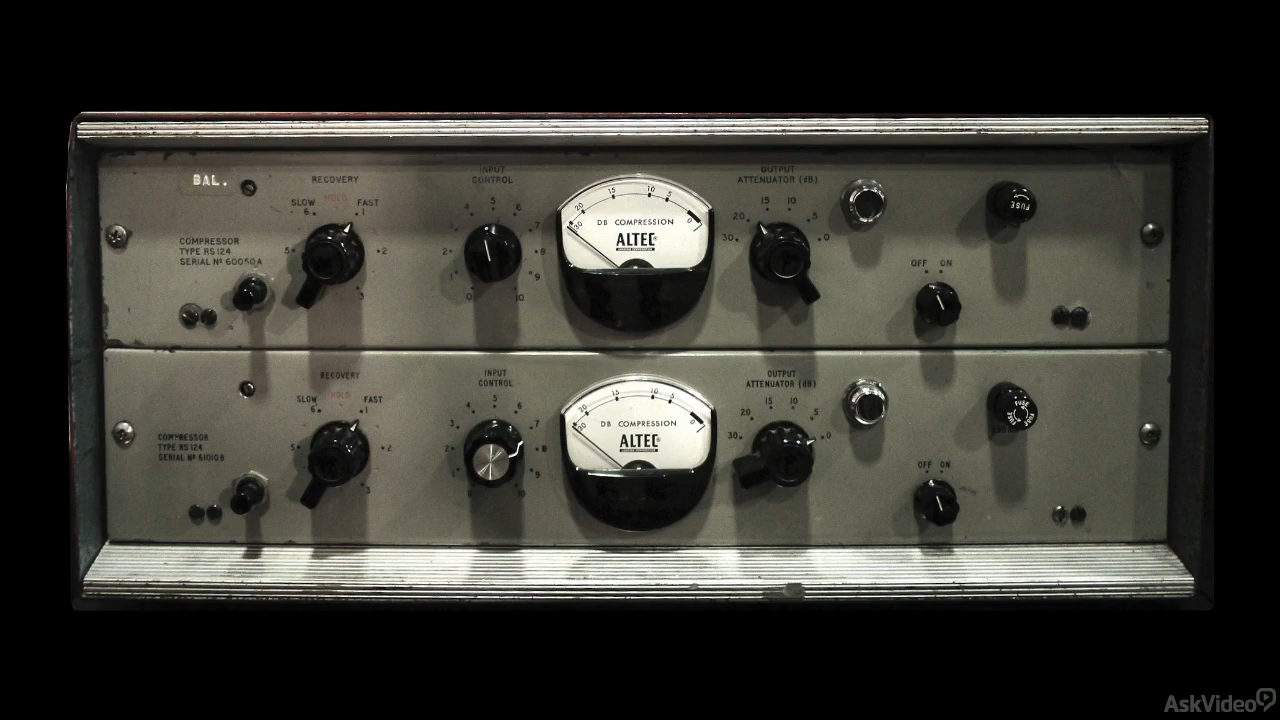 BAL.
RECOVERY
HOLD
SLOW FAST
6 1
5 2
3
COMPRESSOR
TYPE RS 124
SERIAL Nº 60050A
INPUT
CONTROL
5
4 6
7
2 8
1 9
0 10
20 15 10 5 0
30
DB COMPRESSION
ALTEC
OUTPUT
ATTENUATOR (dB)
15 10
20 5
30 0
FUSE
OFF ON
RECOVERY
HOLD
SLOW FAST
6 1
5 2
3
COMPRESSOR
TYPE RS 124
SERIAL Nº 61010B
INPUT
CONTROL
5
4 6
3 7
2 8
1 9
0 10
20 15 10 5 0
30
DB COMPRESSION
ALTEC
OUTPUT
ATTENUATOR (dB)
15 10
20 5
30 0
FUSE
FUSE
FUSE
OFF ON
AskVideo